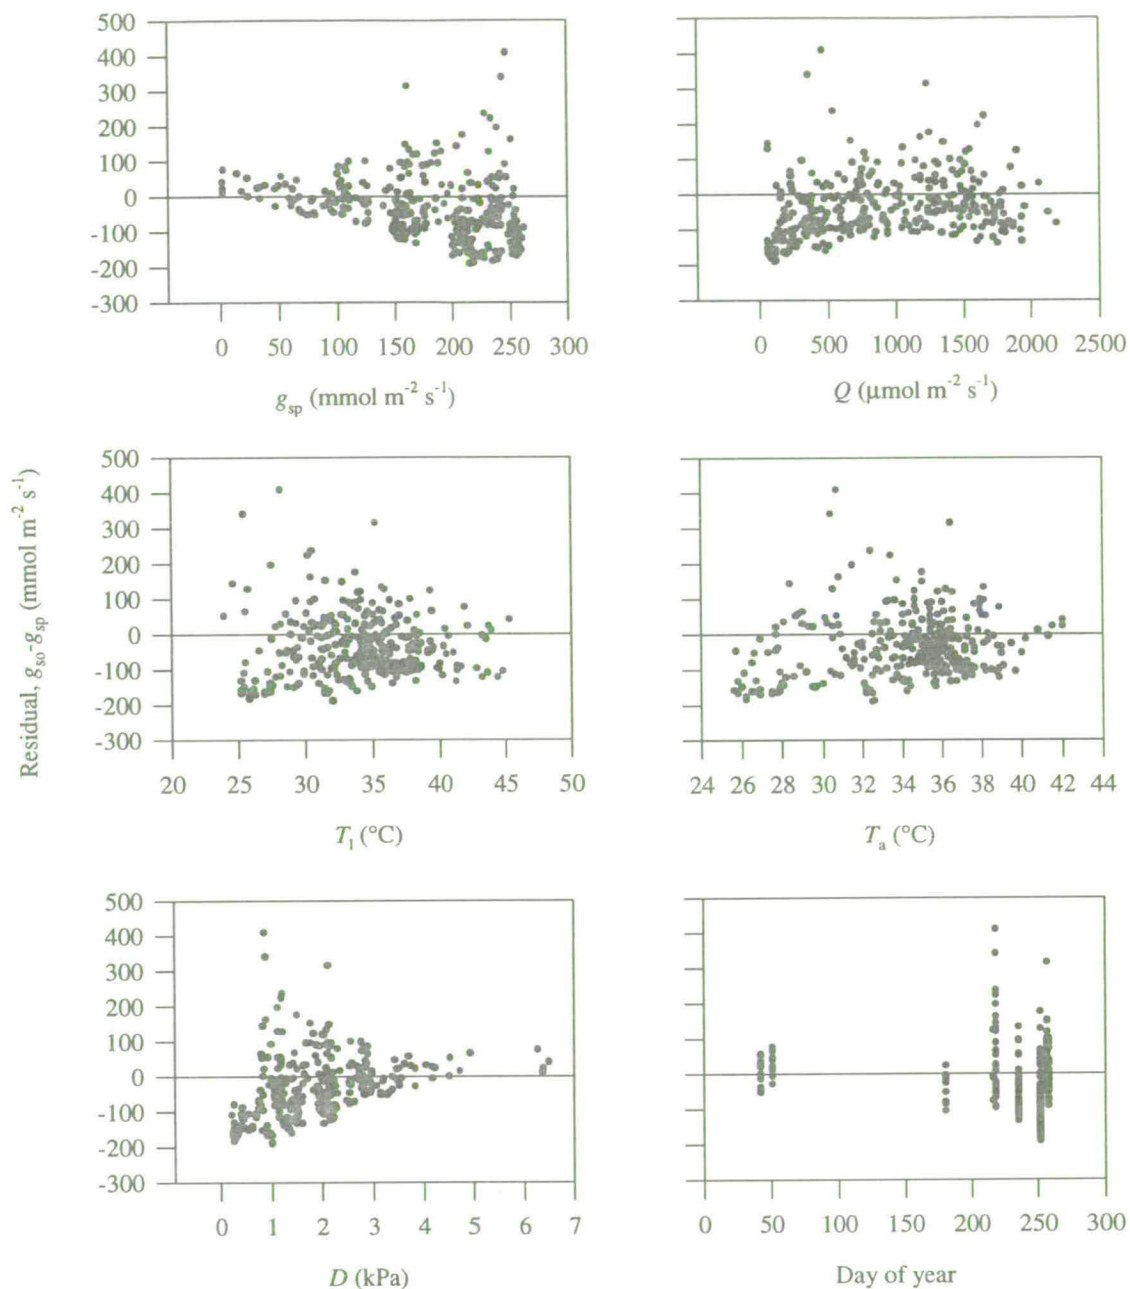 500
400
300
200
100
0
-100
-200
-300
0 50 100 150 200 250 300
g_sp (mmol m⁻² s⁻¹)
0 500 1000 1500 2000 2500
Q (µmol m⁻² s⁻¹)
Residual, g_so-g_sp (mmol m⁻² s⁻¹)
500
400
300
200
100
0
-100
-200
-300
20 25 30 35 40 45 50
T_l (°C)
24 26 28 30 32 34 36 38 40 42 44
T_a (°C)
500
400
300
200
100
0
-100
-200
-300
0 1 2 3 4 5 6 7
D (kPa)
0 50 100 150 200 250 300
Day of year